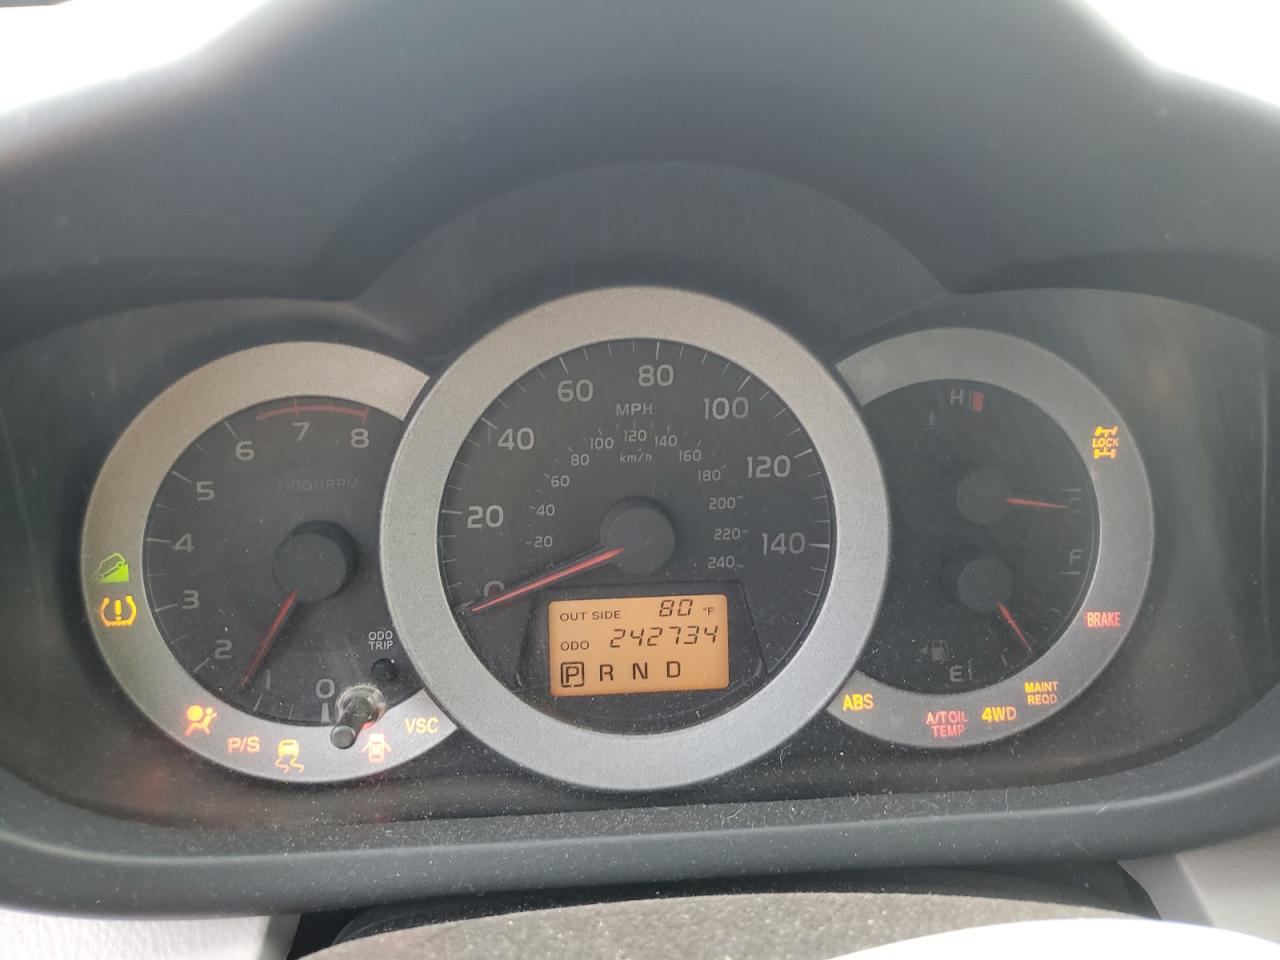 x1000RPM
0
1
2
3
4
5
6
7
8
ODO
TRIP
P/S
VSC
MPH
0
20
40
60
80
100
120
140
km/h
20
40
60
80
100
120
140
160
180
200
220
240
OUT SIDE 80 °F
ODO 242734
P R N D
H
F
E
LOCK
BRAKE
ABS
A/T OIL
TEMP
4WD
MAINT
REQD